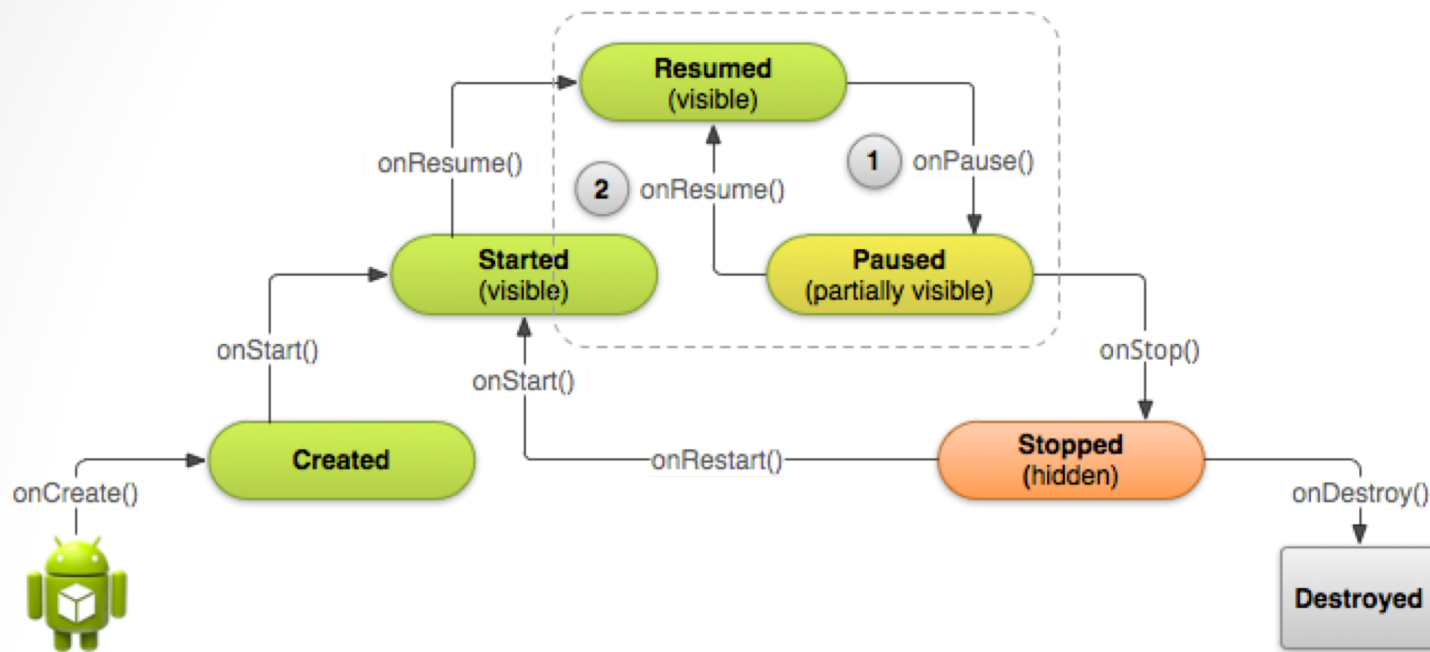 Resumed
(visible)
onResume()
1
onPause()
2
onResume()
Started
(visible)
Paused
(partially visible)
onStart()
onStop()
onStart()
Created
onRestart()
Stopped
(hidden)
onCreate()
onDestroy()
Destroyed